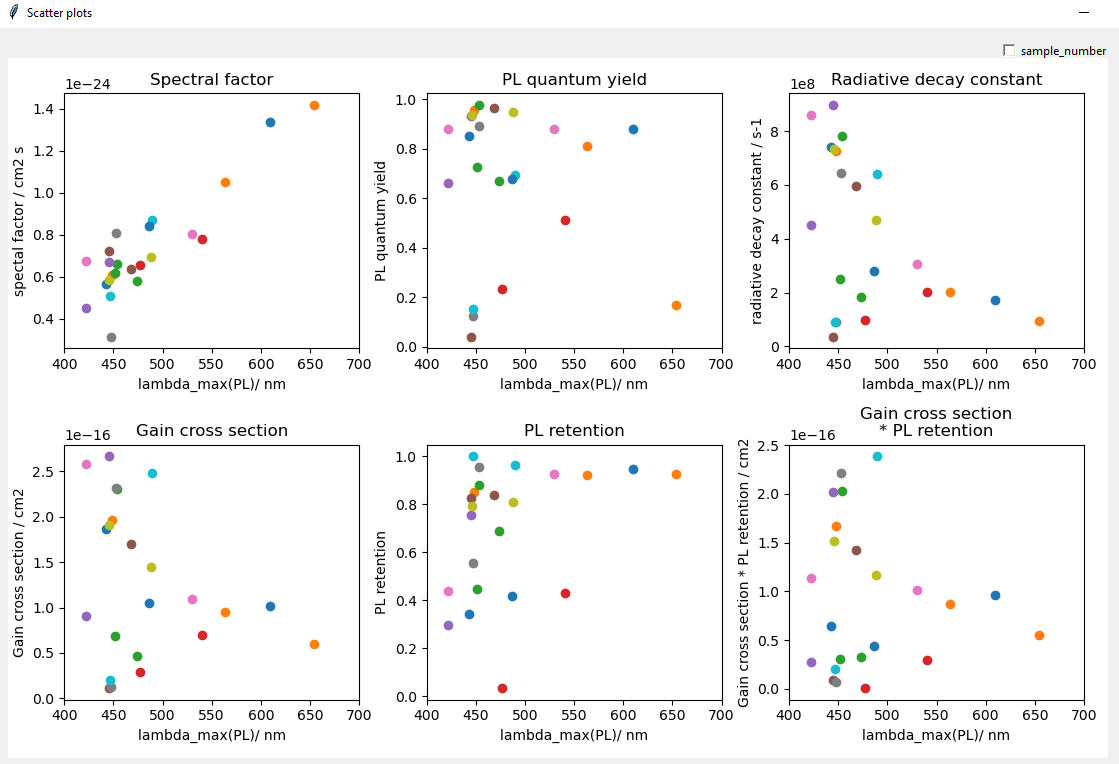 Scatter plots
sample_number
Spectral factor
1e−24
1.4
1.2
1.0
0.8
0.6
0.4
spectal factor / cm2 s
400 450 500 550 600 650 700
lambda_max(PL)/ nm
PL quantum yield
1.0
0.8
0.6
0.4
0.2
0.0
PL quantum yield
400 450 500 550 600 650 700
lambda_max(PL)/ nm
Radiative decay constant
1e8
8
6
4
2
0
radiative decay constant / s-1
400 450 500 550 600 650 700
lambda_max(PL)/ nm
Gain cross section
1e−16
2.5
2.0
1.5
1.0
0.5
0.0
Gain cross section / cm2
400 450 500 550 600 650 700
lambda_max(PL)/ nm
PL retention
1.0
0.8
0.6
0.4
0.2
0.0
PL retention
400 450 500 550 600 650 700
lambda_max(PL)/ nm
Gain cross section
* PL retention
1e−16
2.5
2.0
1.5
1.0
0.5
0.0
Gain cross section * PL retention / cm2
400 450 500 550 600 650 700
lambda_max(PL)/ nm